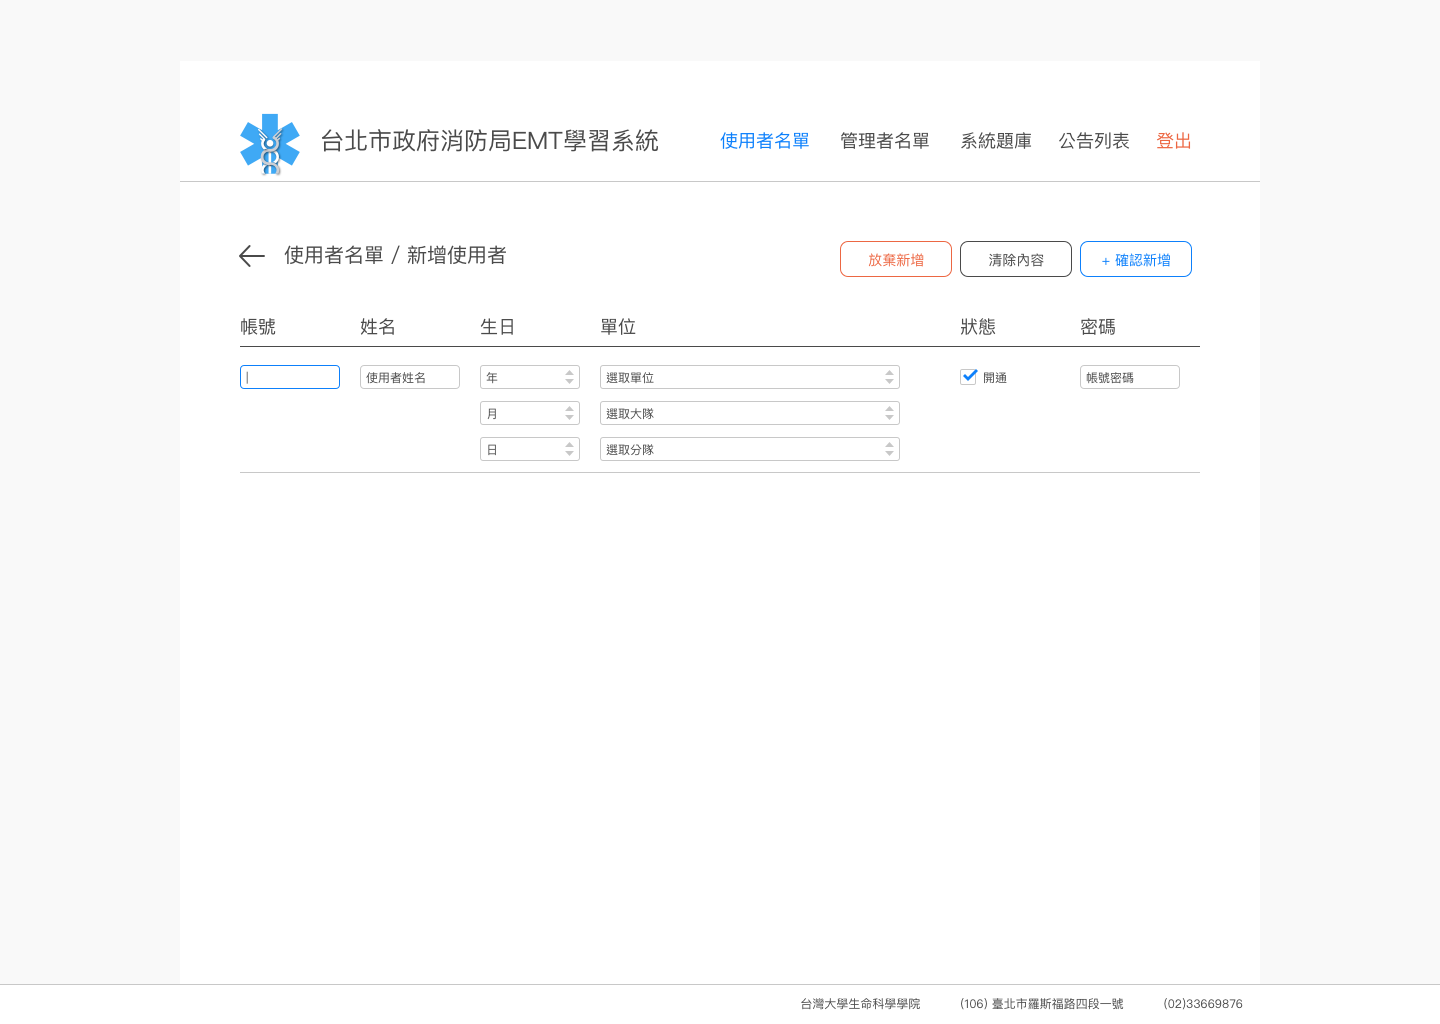 台北市政府消防局EMT學習系統 使用者名單 管理者名單 系統題庫 公告列表 登出
使用者名單 / 新增使用者 放棄新增 清除內容 + 確認新增
帳號 姓名 生日 單位 狀態 密碼
使用者姓名 年 選取單位 開通 帳號密碼
月 選取大隊
日 選取分隊
台灣大學生命科學學院 (106) 臺北市羅斯福路四段一號 (02)33669876